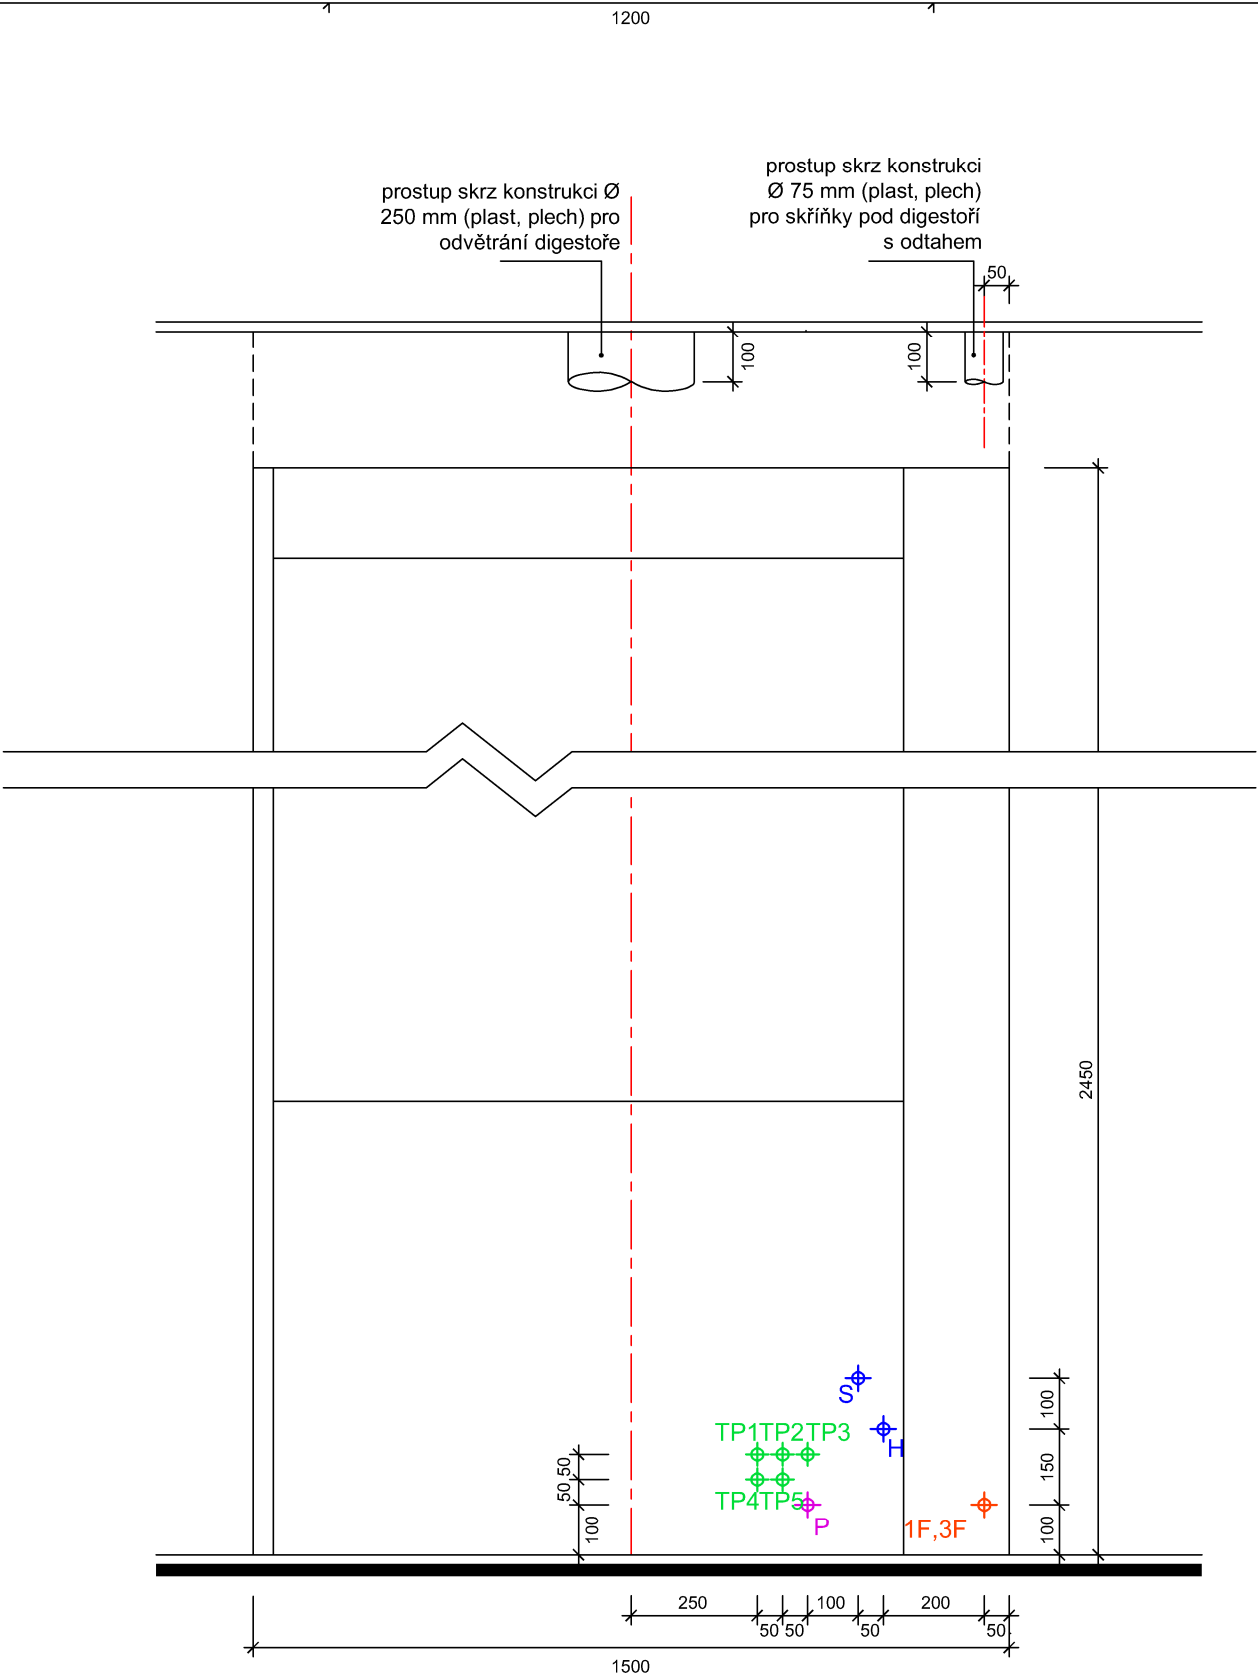 1200
prostup skrz konstrukci Ø
250 mm (plast, plech) pro
odvětrání digestoře
prostup skrz konstrukci
Ø 75 mm (plast, plech)
pro skříňky pod digestoří
s odtahem
50
100
100
2450
S
H
TP1TP2TP3
TP4TP5
P
1F,3F
50
50
100
100
150
100
250
50
50
100
50
200
50
1500